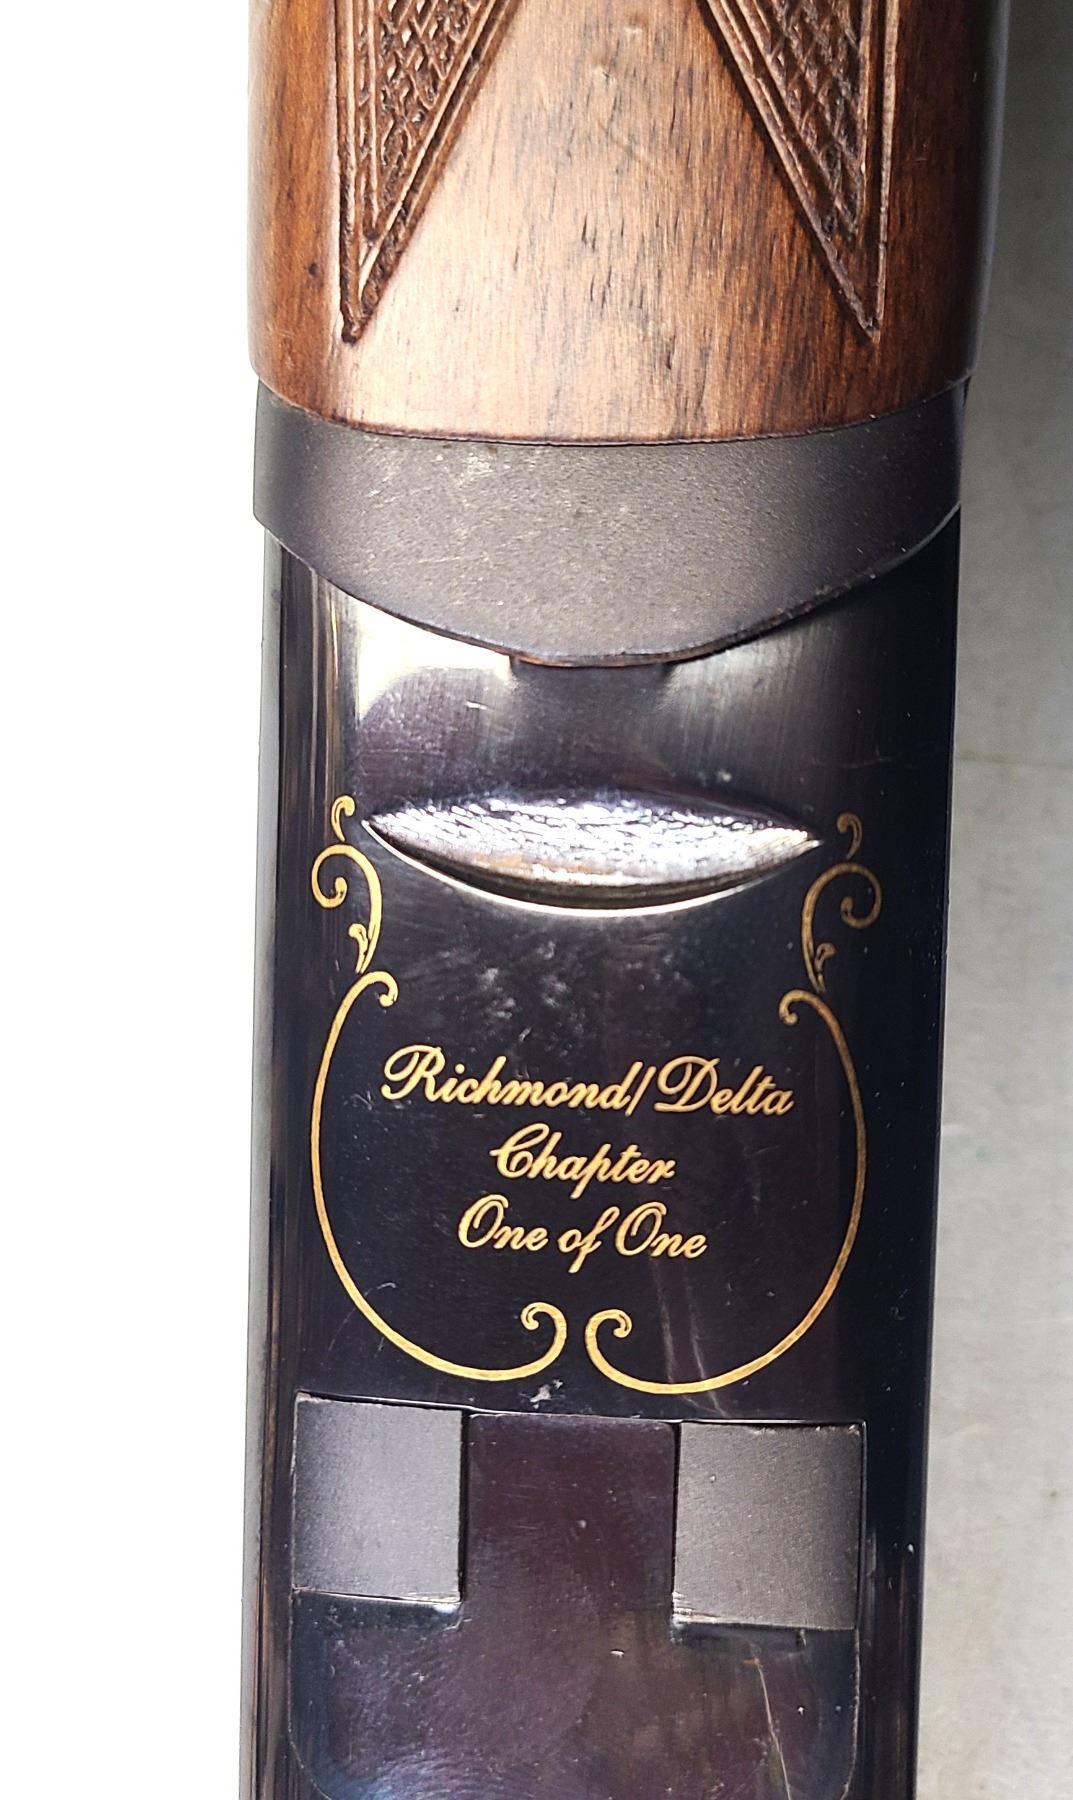 Richmond/Delta
Chapter
One of One